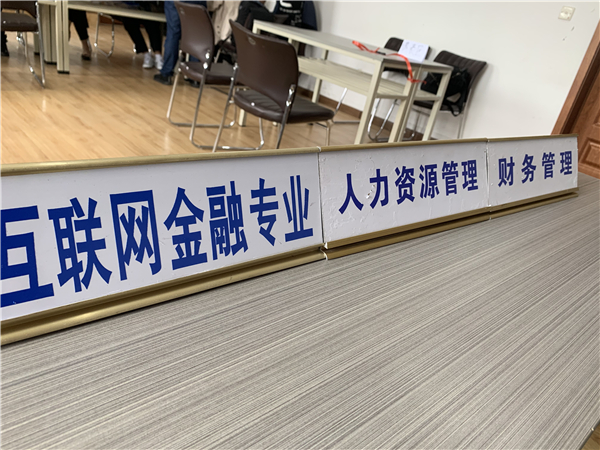 互联网金融专业
人力资源管理
财务管理